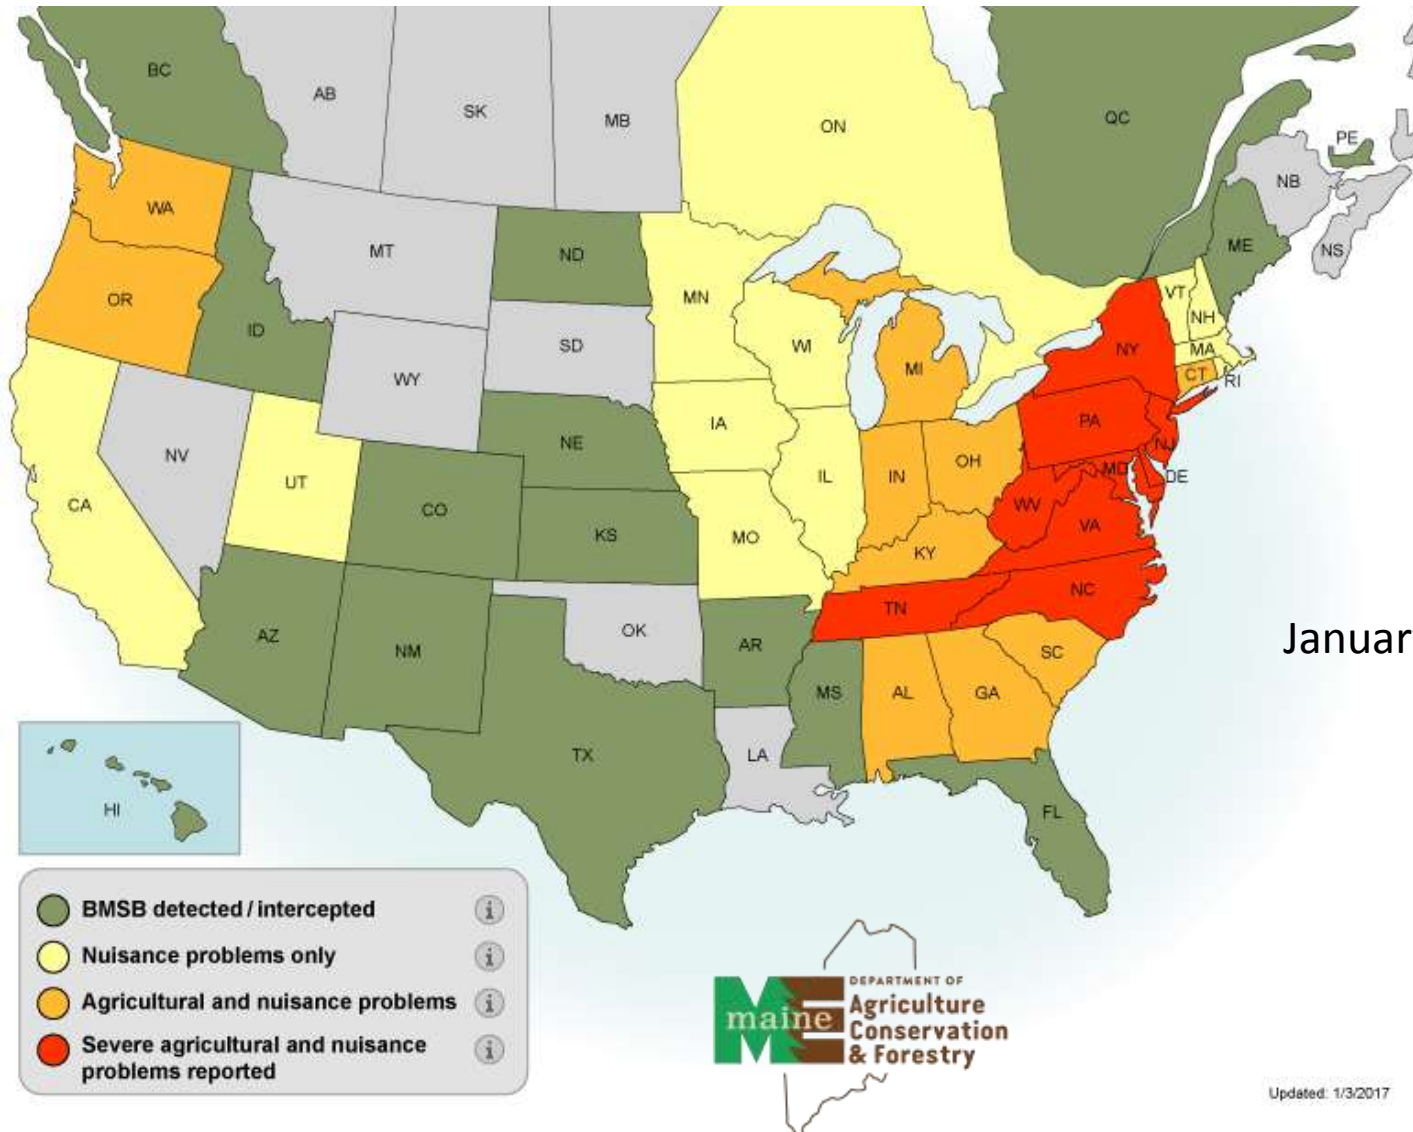 BC
AB
SK
MB
ON
QC
PE
NB
NS
WA
MT
ND
MN
ME
OR
ID
SD
WI
VT
NH
MI
NY
MA
CT
RI
WY
IA
PA
NJ
NV
UT
NE
IL
IN
OH
MD
DE
CA
CO
KS
MO
WV
VA
KY
AZ
NM
OK
AR
TN
NC
SC
MS
AL
GA
TX
LA
FL
HI
Januar
BMSB detected / intercepted
i
Nuisance problems only
i
Agricultural and nuisance problems
i
Severe agricultural and nuisance
problems reported
i
ME
maine
DEPARTMENT OF
Agriculture
Conservation
& Forestry
Updated: 1/3/2017